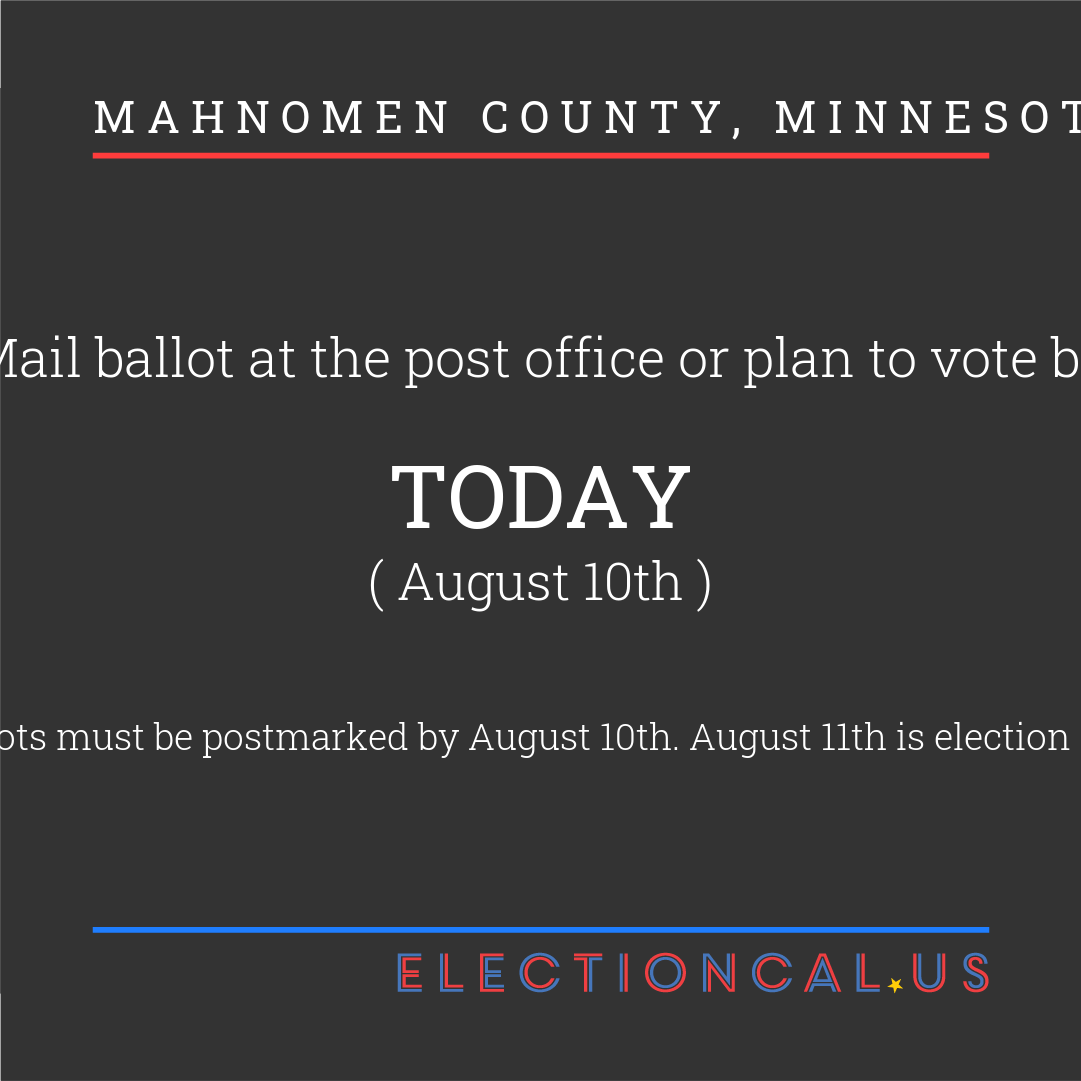 MAHNOMEN COUNTY, MINNESOT
Mail ballot at the post office or plan to vote b
TODAY
( August 10th )
ots must be postmarked by August 10th. August 11th is election
ELECTIONCAL.US